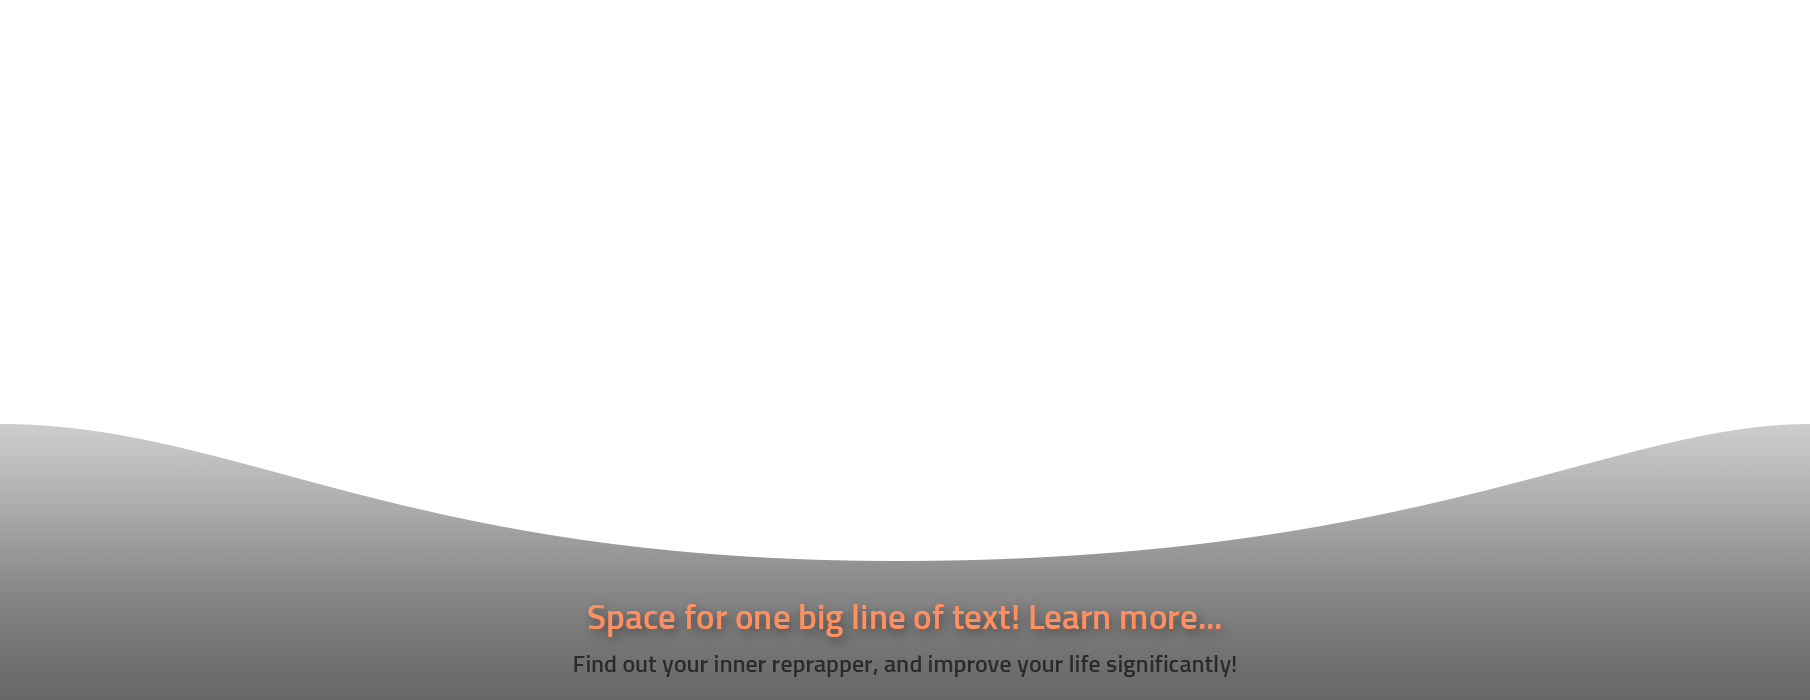 Space for one big line of text! Learn more...
Find out your inner reprapper, and improve your life significantly!